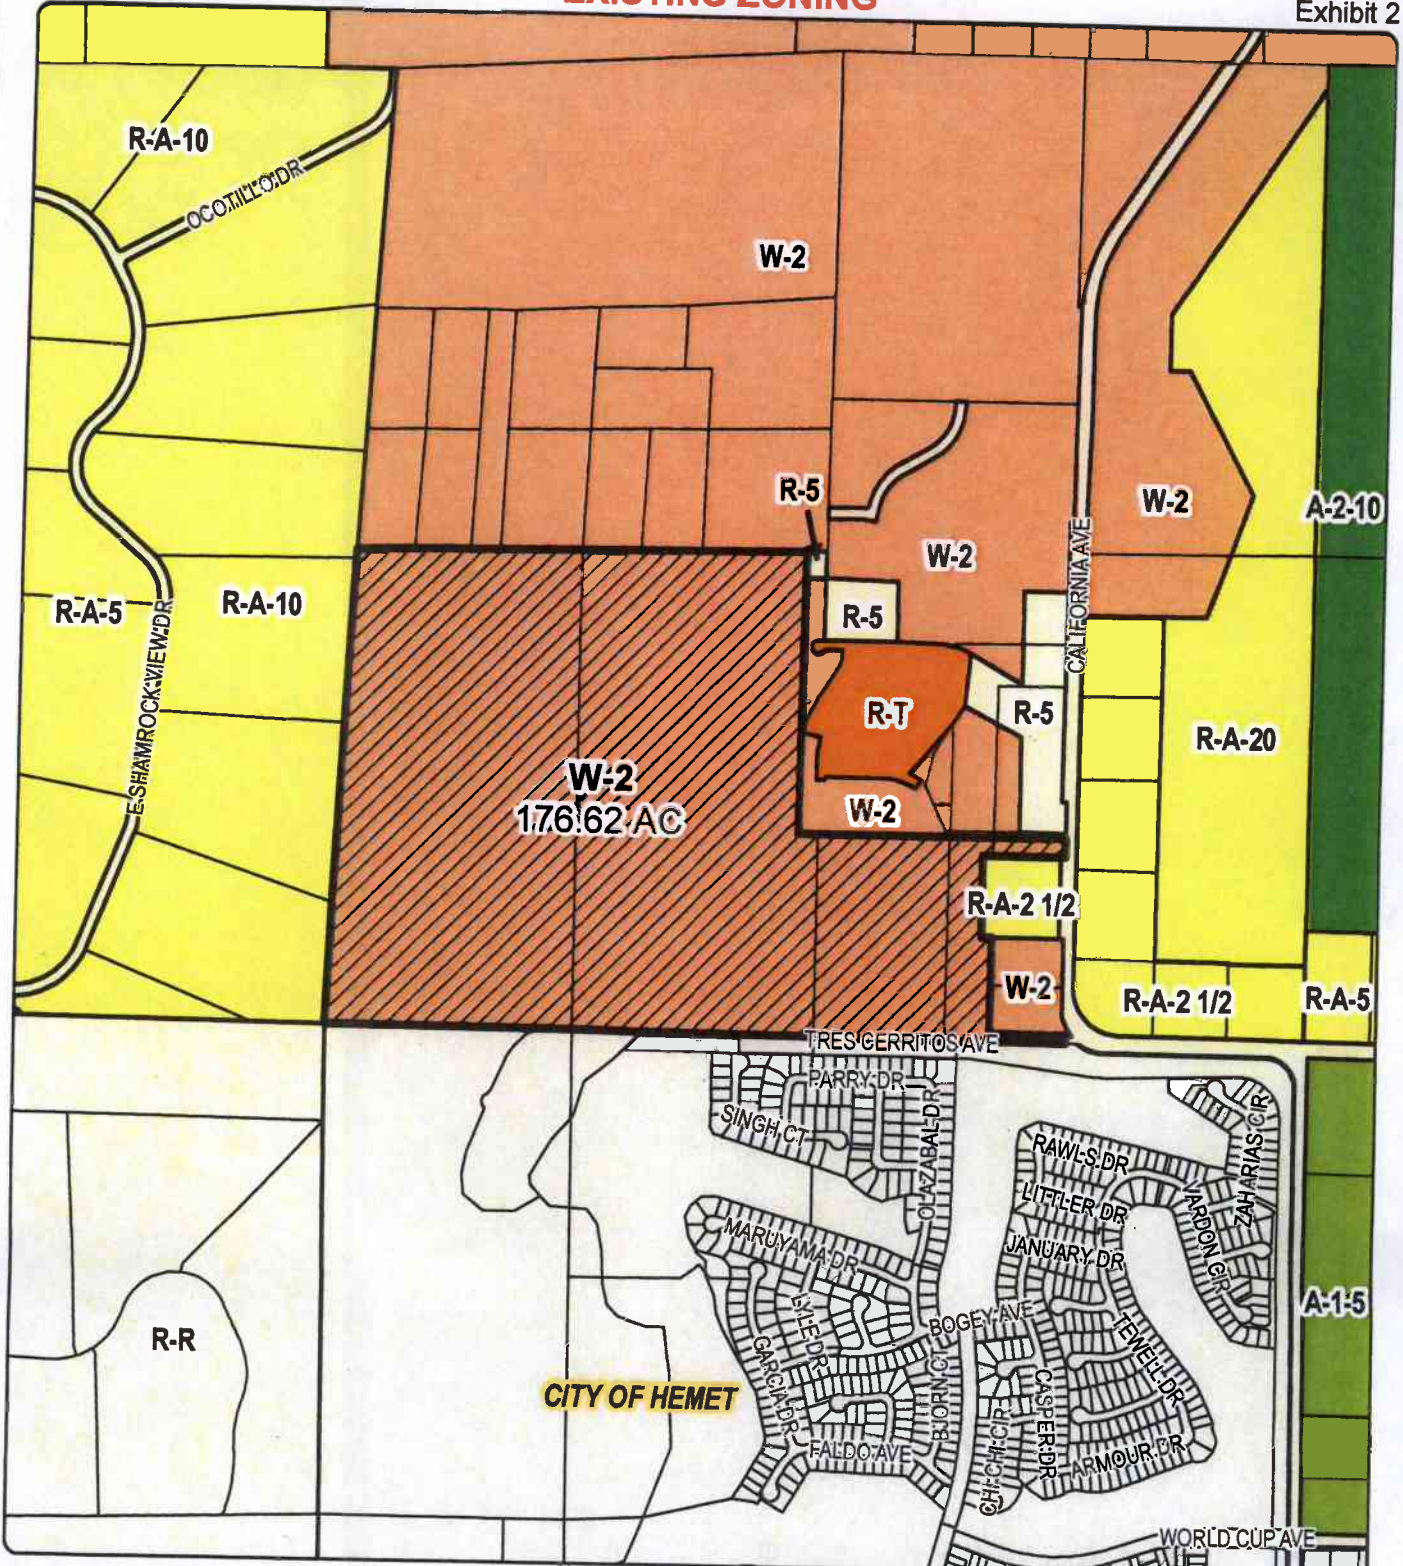 EXISTING ZONING
Exhibit 2
R-A-10
OCOTILLO DR
W-2
R-5
W-2
A-2-10
W-2
R-A-5
R-A-10
R-5
CALIFORNIA AVE
E SHAMROCK VIEW DR
R-T
R-5
R-A-20
W-2
176.62 AC
W-2
R-A-2 1/2
W-2
R-A-2 1/2
R-A-5
TRES CERRITOS AVE
PARRY DR
SINGH CT
OLAZABAL DR
RAWLS DR
ZAHARIAS CIR
LITTLER DR
VARDON CIR
MARUYAMA DR
JANUARY DR
A-1-5
LYLE DR
BOGEY AVE
R-R
GARCIA DR
TEWELL DR
CITY OF HEMET
BJORN CT
CASPER DR
CHI CHI CIR
FALDO AVE
ARMOUR DR
WORLD CUP AVE